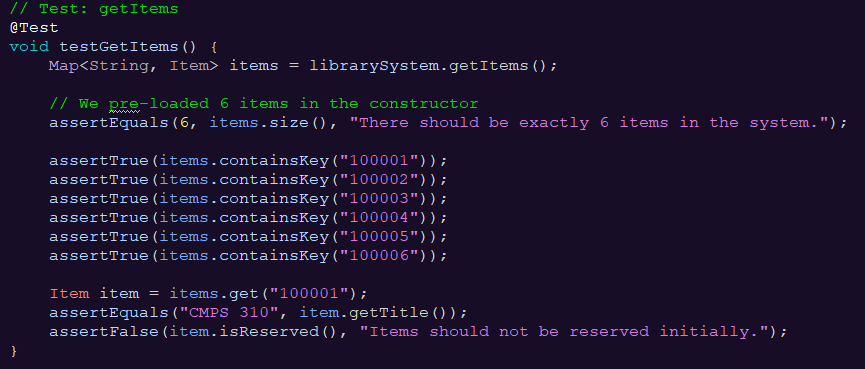 // Test: getItems
@Test
void testGetItems() {
    Map<String, Item> items = librarySystem.getItems();

    // We pre-loaded 6 items in the constructor
    assertEquals(6, items.size(), "There should be exactly 6 items in the system.");

    assertTrue(items.containsKey("100001"));
    assertTrue(items.containsKey("100002"));
    assertTrue(items.containsKey("100003"));
    assertTrue(items.containsKey("100004"));
    assertTrue(items.containsKey("100005"));
    assertTrue(items.containsKey("100006"));

    Item item = items.get("100001");
    assertEquals("CMPS 310", item.getTitle());
    assertFalse(item.isReserved(), "Items should not be reserved initially.");
}